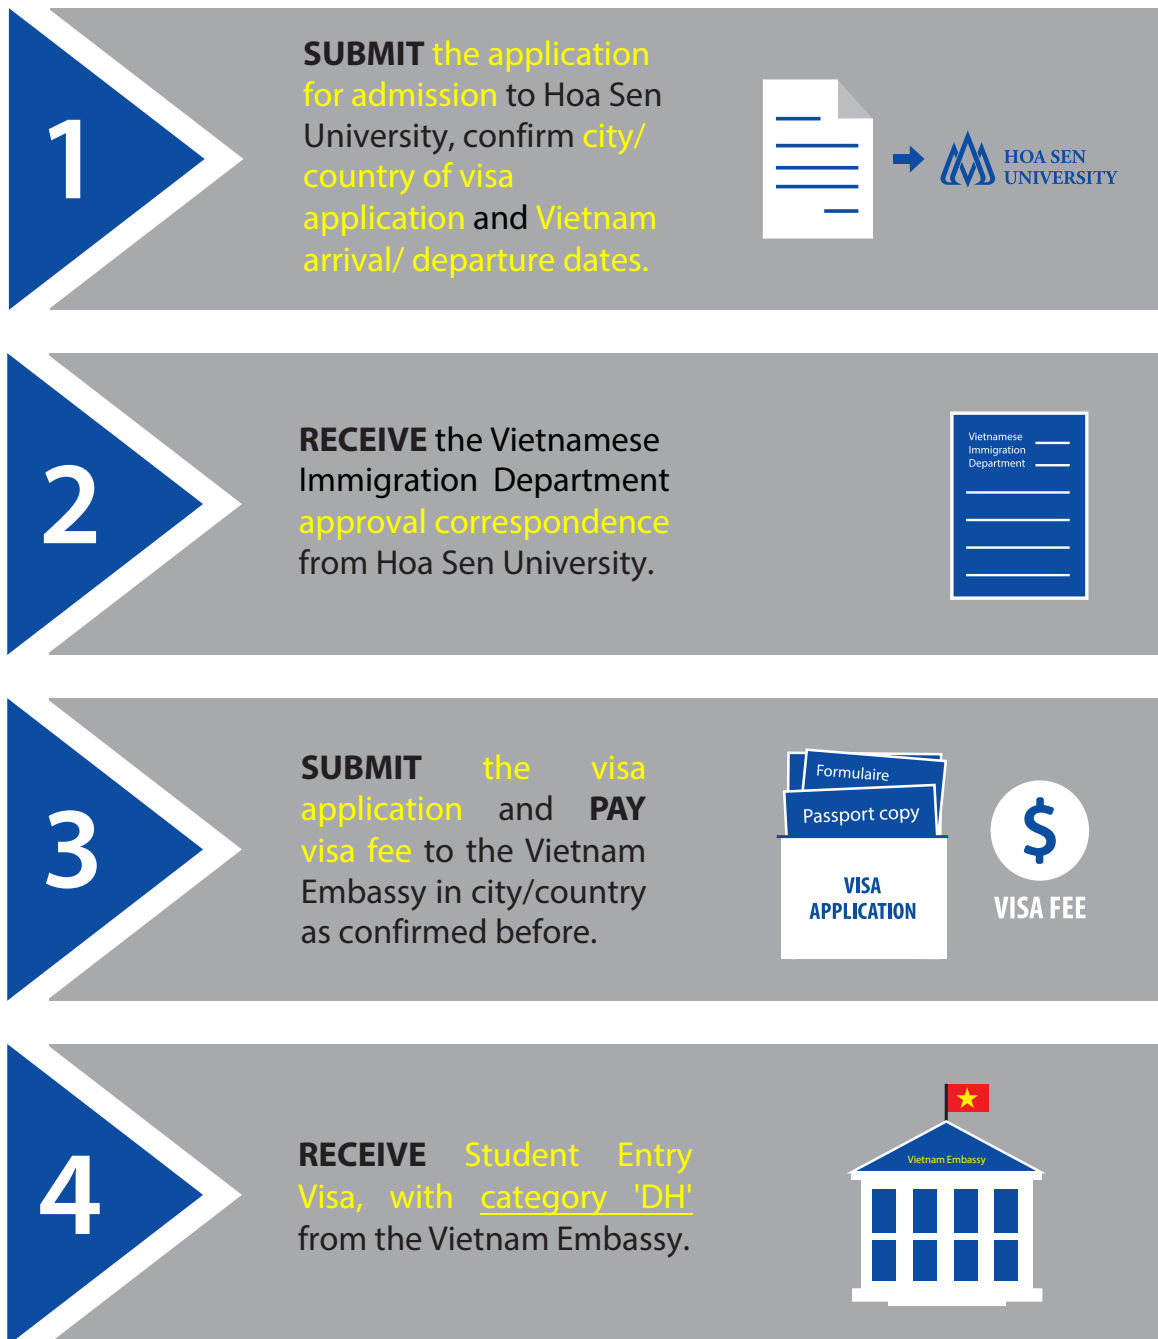 1
SUBMIT the application
for admission to Hoa Sen
University, confirm city/
country of visa
application and Vietnam
arrival/ departure dates.
HOA SEN
UNIVERSITY
2
RECEIVE the Vietnamese
Immigration Department
approval correspondence
from Hoa Sen University.
Vietnamese
Immigration
Department
3
SUBMIT the visa
application and PAY
visa fee to the Vietnam
Embassy in city/country
as confirmed before.
Formulaire
Passport copy
VISA
APPLICATION
$
VISA FEE
4
RECEIVE Student Entry
Visa, with category 'DH'
from the Vietnam Embassy.
Vietnam Embassy